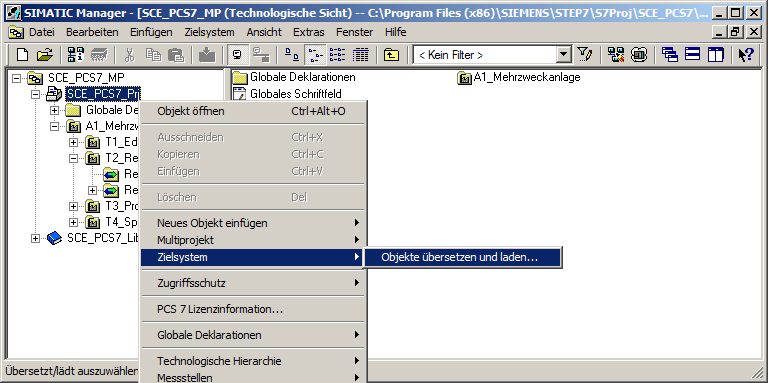 SIMATIC Manager - [SCE_PCS7_MP (Technologische Sicht) -- C:\Program Files (x86)\SIEMENS\STEP7\S7Proj\SCE_PCS7\...
Datei Bearbeiten Einfügen Zielsystem Ansicht Extras Fenster Hilfe
< Kein Filter >
SCE_PCS7_MP
SCE_PCS7_Pr
Globale De
A1_Mehrzw
T1_Ed
T2_Re
Re
Re
T3_Pro
T4_Sp
SCE_PCS7_Lib
Globale Deklarationen
A1_Mehrzweckanlage
Globales Schriftfeld
Objekt öffnen Ctrl+Alt+O
Ausschneiden Ctrl+X
Kopieren Ctrl+C
Einfügen Ctrl+V
Löschen Del
Neues Objekt einfügen
Multiprojekt
Zielsystem
Objekte übersetzen und laden...
Zugriffsschutz
PCS 7 Lizenzinformation...
Globale Deklarationen
Technologische Hierarchie
Messstellen
Übersetzt/lädt auszuwählen